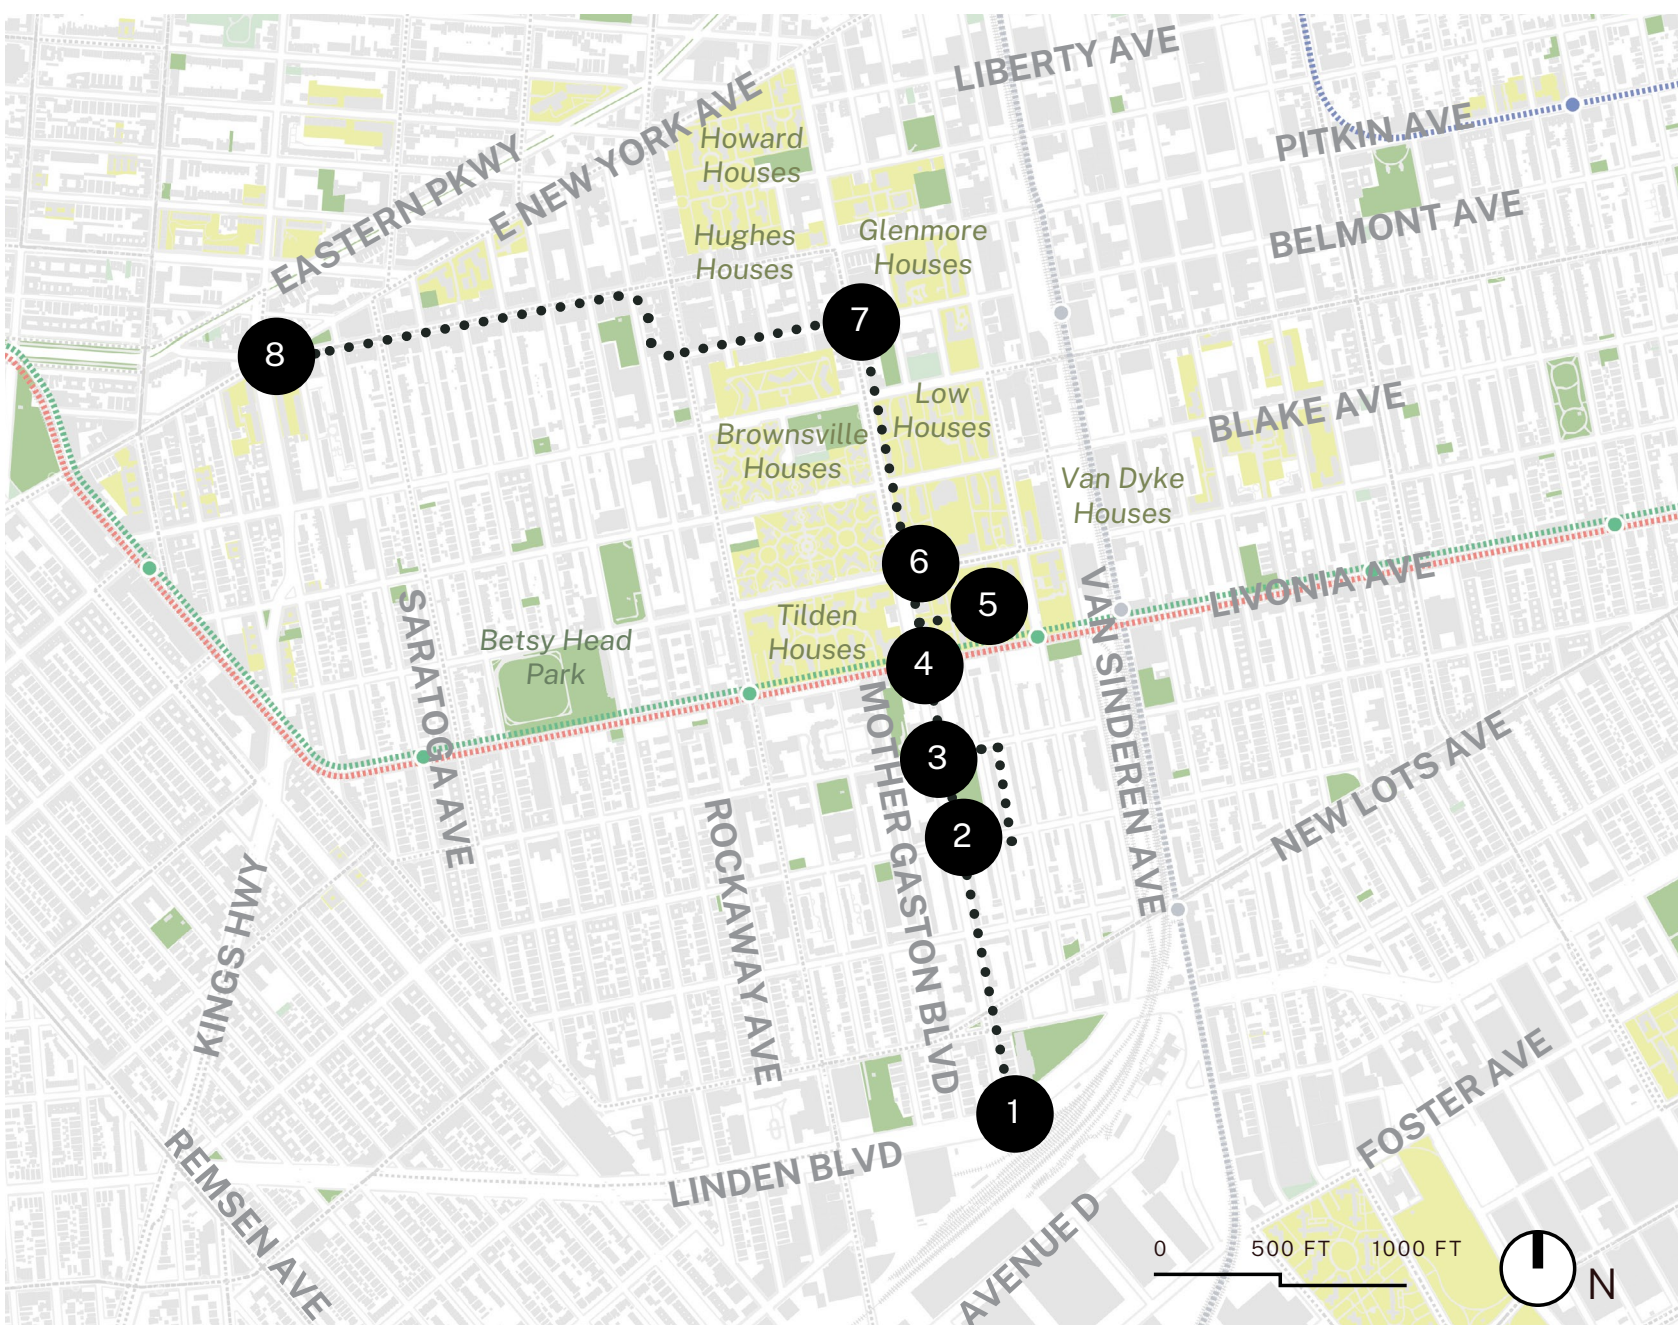 LIBERTY AVE
PITKIN AVE
E NEW YORK AVE
EASTERN PKWY
Howard
Houses
BELMONT AVE
Hughes
Houses
Glenmore
Houses
7
8
Low
Houses
BLAKE AVE
Brownsville
Houses
Van Dyke
Houses
6
5
LIVONIA AVE
Tilden
Houses
Betsy Head
Park
4
SARATOGA AVE
VAN SINDEREN AVE
3
2
MOTHER GASTON BLVD
NEW LOTS AVE
ROCKAWAY AVE
KINGS HWY
1
FOSTER AVE
LINDEN BLVD
REMSEN AVE
AVENUE D
0 500 FT 1000 FT
N